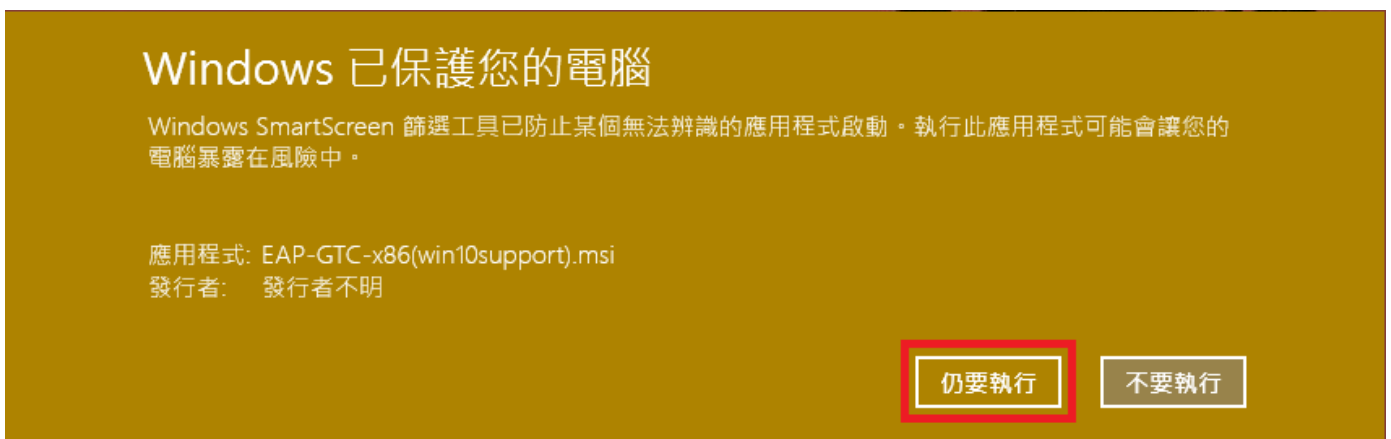 Windows 已保護您的電腦
Windows SmartScreen 篩選工具已防止某個無法辨識的應用程式啟動。執行此應用程式可能會讓您的
電腦暴露在風險中。
應用程式: EAP-GTC-x86(win10support).msi
發行者: 發行者不明
仍要執行 不要執行